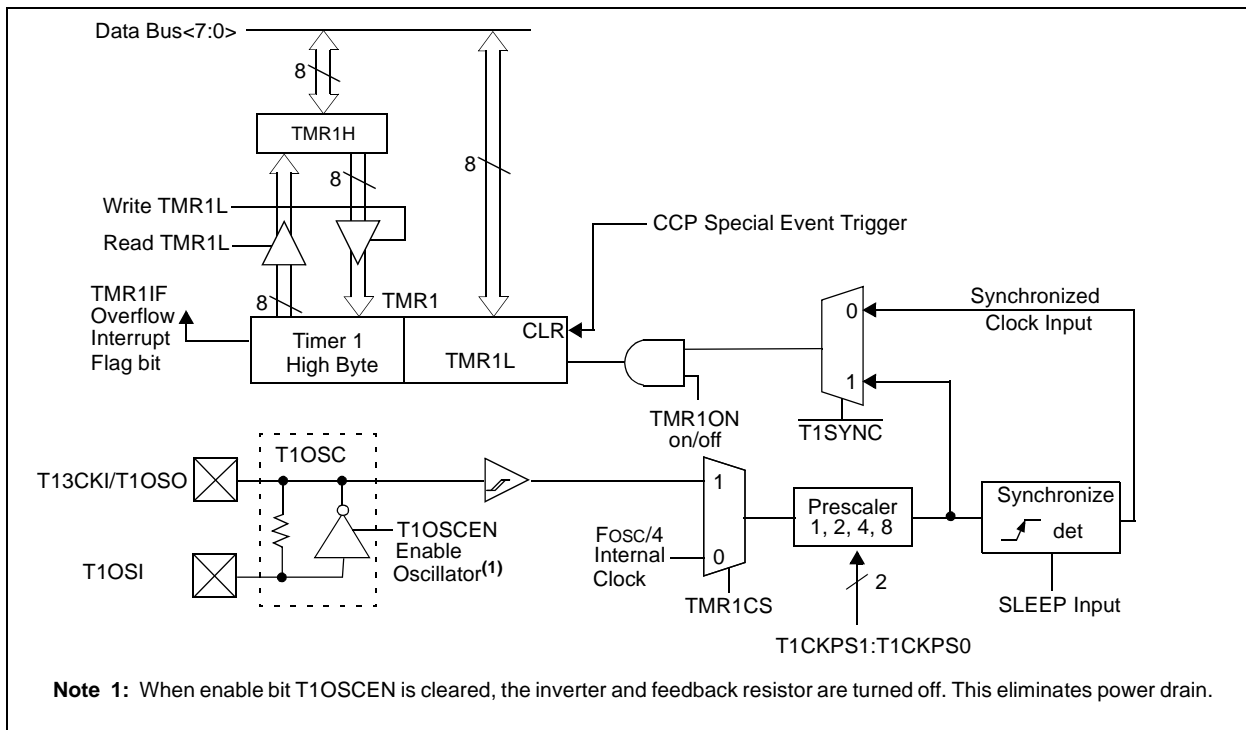 Data Bus<7:0>
8
TMR1H
8
8
Write TMR1L
Read TMR1L
CCP Special Event Trigger
TMR1IF
Overflow
Interrupt
Flag bit
8
TMR1
Timer 1
High Byte
TMR1L
CLR
0
1
Synchronized
Clock Input
TMR1ON
on/off
T1SYNC
T1OSC
T13CKI/T1OSO
T1OSI
T1OSCEN
Enable
Oscillator(1)
FOSC/4
Internal
Clock
1
0
TMR1CS
Prescaler
1, 2, 4, 8
2
T1CKPS1:T1CKPS0
Synchronize
det
SLEEP Input
Note 1: When enable bit T1OSCEN is cleared, the inverter and feedback resistor are turned off. This eliminates power drain.